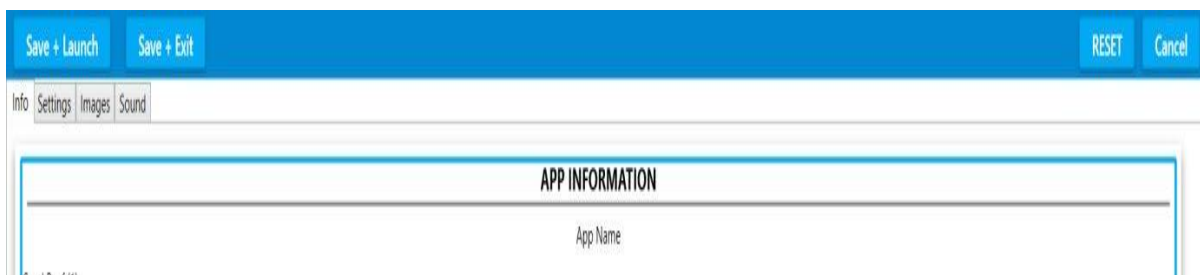 Save + Launch Save + Exit RESET Cancel
Info Settings Images Sound
APP INFORMATION
App Name